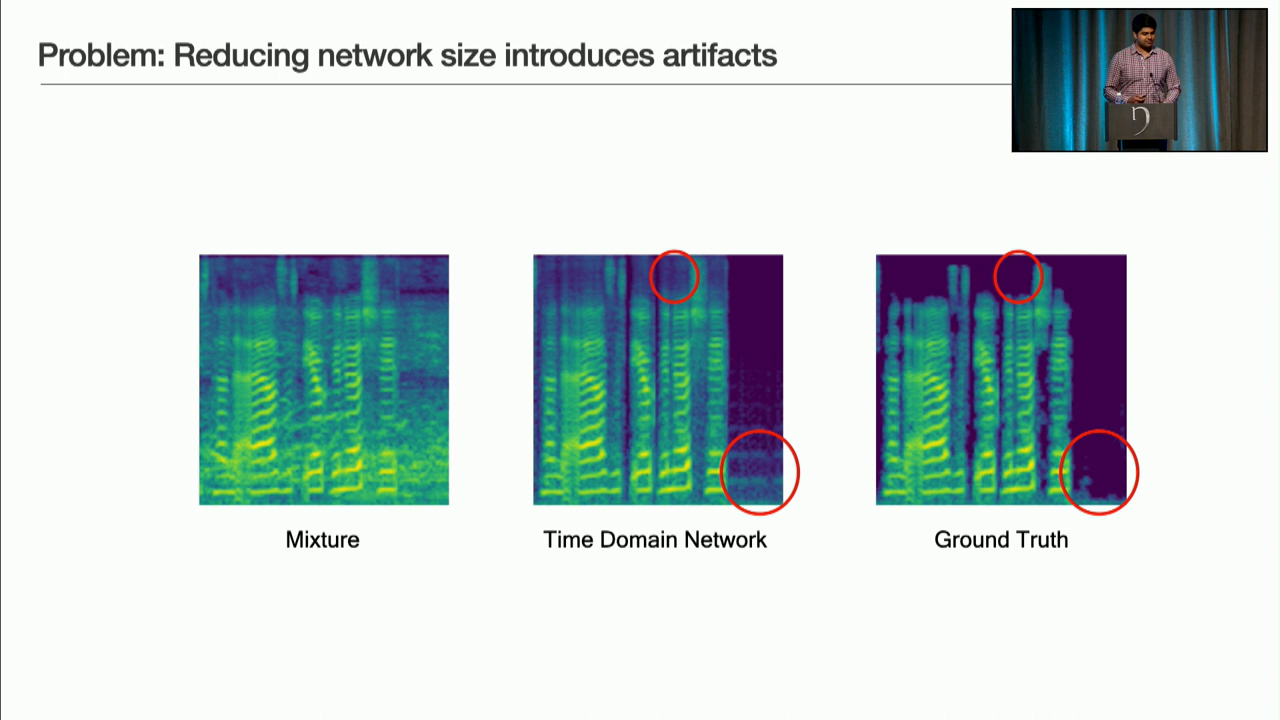 Problem: Reducing network size introduces artifacts
Mixture
Time Domain Network
Ground Truth